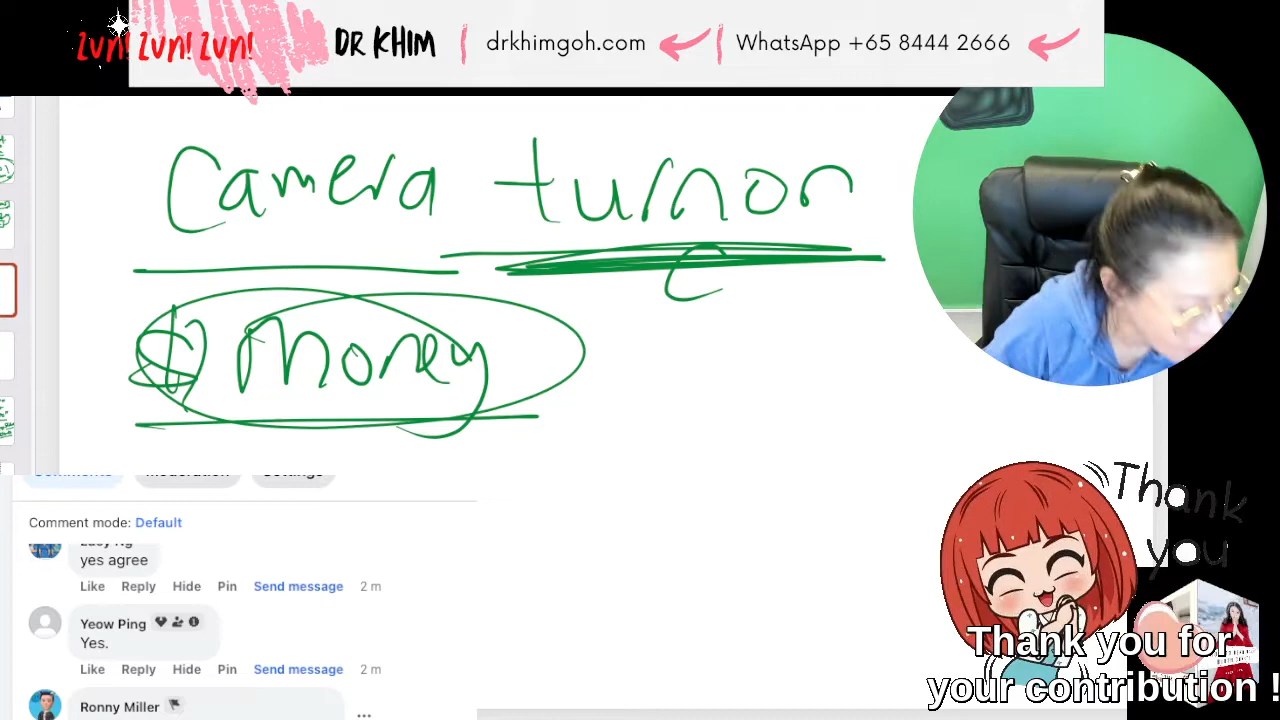 zun! zun! zun! DR KHIM drkhimgoh.com WhatsApp +65 8444 2666
Camera turn on
$ money
Comment mode: Default
yes agree
Like Reply Hide Pin Send message 2 m
Yeow Ping
Yes.
Like Reply Hide Pin Send message 2 m
Ronny Miller
Thank you
Thank you for
your contribution !